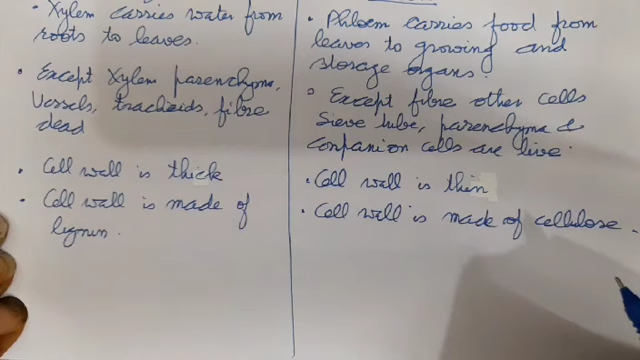 • Xylem carries water from
roots to leaves.
• Except Xylem parenchyma,
Vessels, tracheids, fibre
dead
• Cell wall is thick
• Cell wall is made of
lignin.
• Phloem carries food from
leaves to growing and
storage organs.
• Except fibre other cells
Sieve tube, parenchyma &
companion cells are live.
• Cell wall is thin
• Cell wall is made of cellulose.